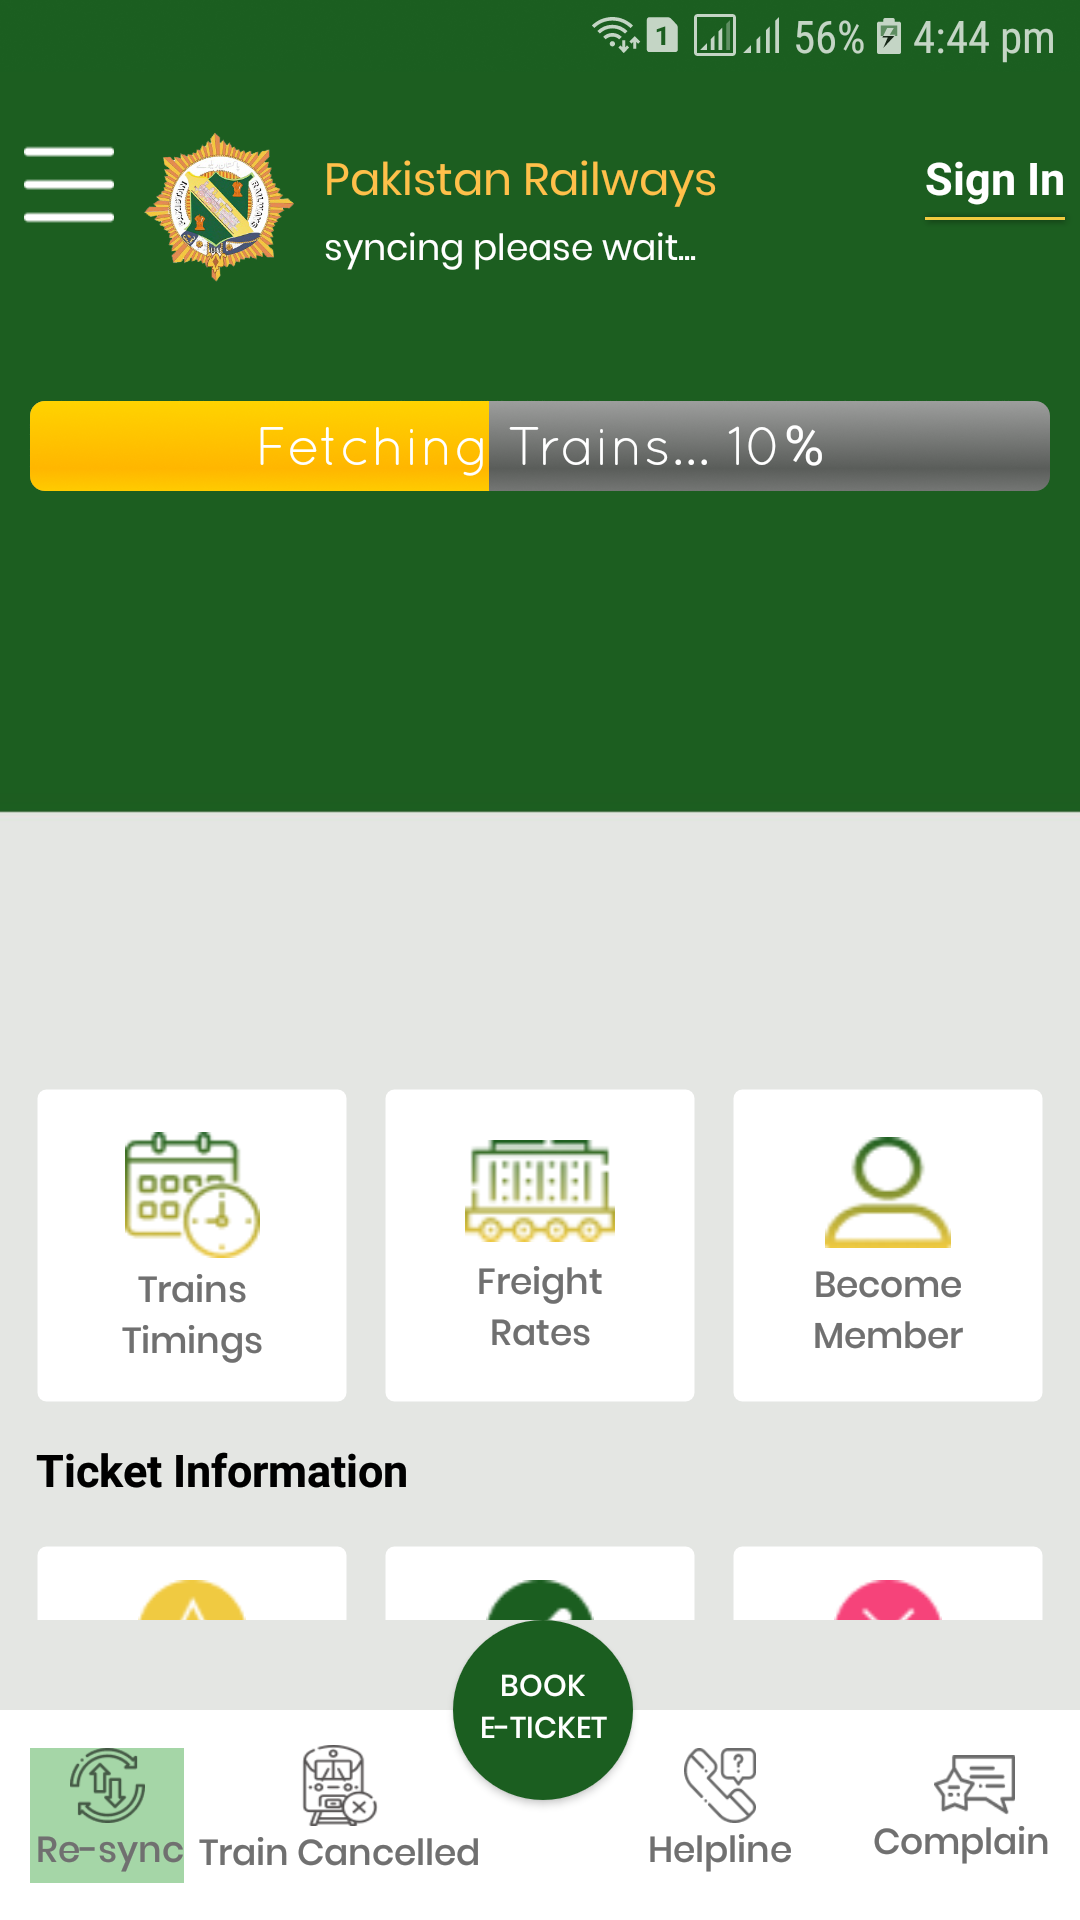 1 56% 4:44 pm
Pakistan Railways
Sign In
syncing please wait...
Fetching Trains... 10%
Trains
Timings
Freight
Rates
Become
Member
Ticket Information
BOOK
E-TICKET
Re-sync
Train Cancelled
Helpline
Complain